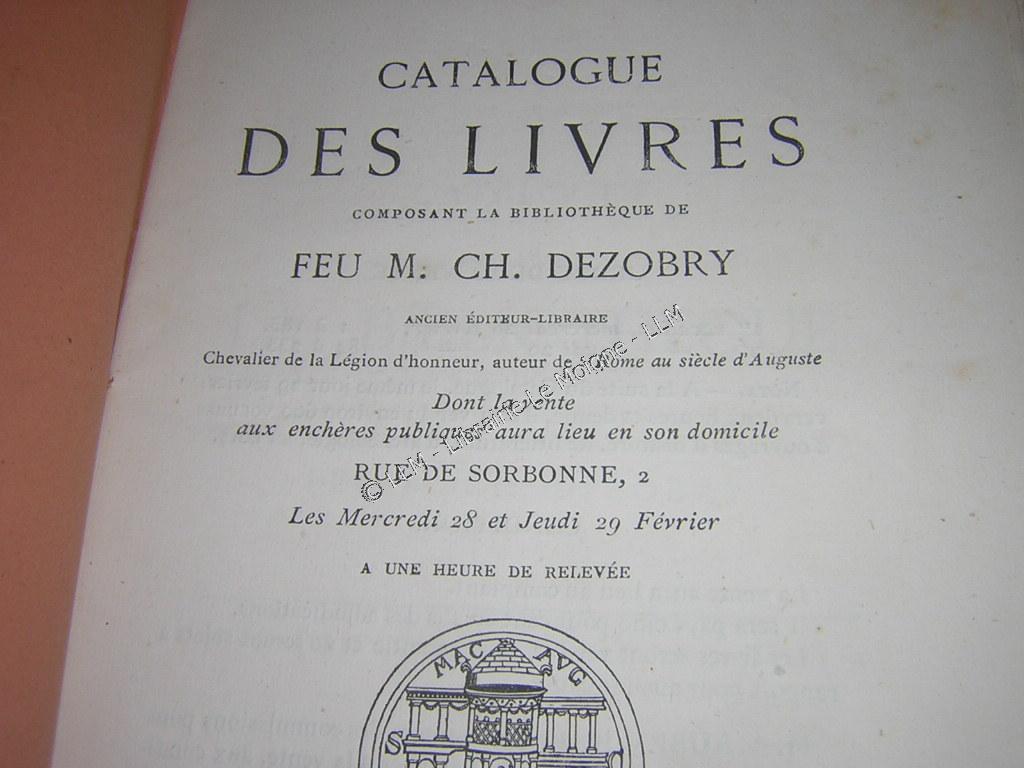 CATALOGUE
DES LIVRES
COMPOSANT LA BIBLIOTHÈQUE DE
FEU M. CH. DEZOBRY
ANCIEN ÉDITEUR-LIBRAIRE
Chevalier de la Légion d'honneur, auteur de Rome au siècle d'Auguste
Dont la vente
aux enchères publiques aura lieu en son domicile
RUE DE SORBONNE, 2
Les Mercredi 28 et Jeudi 29 Février
A UNE HEURE DE RELEVÉE
MAC AVG
S
© LLM - Librairie Le Moigne - LLM